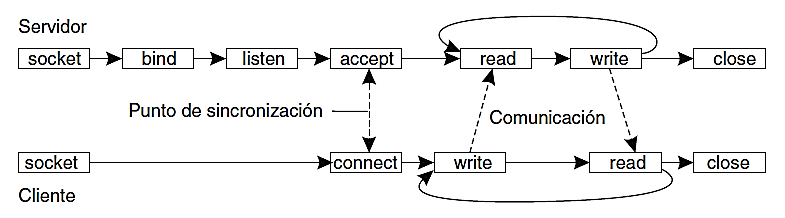 Servidor
socket bind listen accept read write close
Punto de sincronización Comunicación
socket connect write read close
Cliente